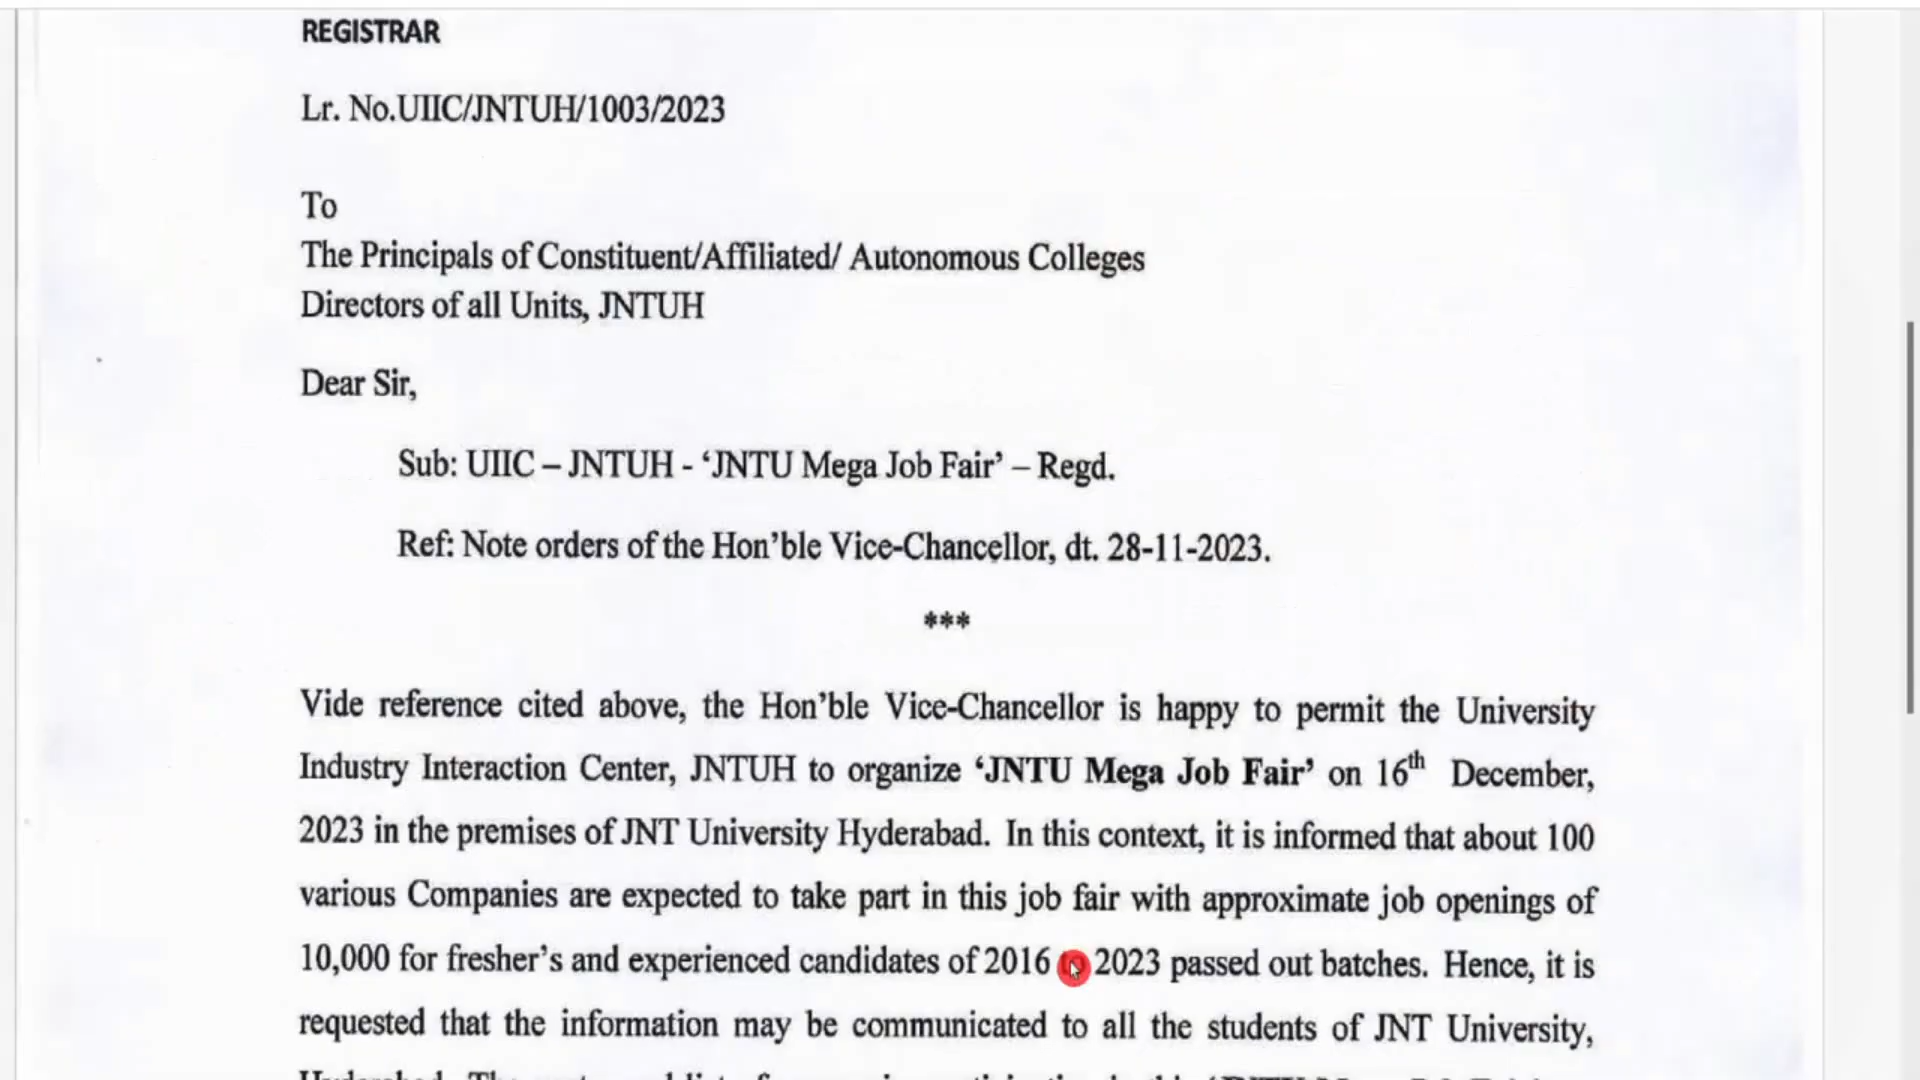 REGISTRAR
Lr. No.UIIC/JNTUH/1003/2023
To
The Principals of Constituent/Affiliated/ Autonomous Colleges
Directors of all Units, JNTUH
Dear Sir,
Sub: UIIC – JNTUH - ‘JNTU Mega Job Fair’ – Regd.
Ref: Note orders of the Hon’ble Vice-Chancellor, dt. 28-11-2023.
***
Vide reference cited above, the Hon’ble Vice-Chancellor is happy to permit the University
Industry Interaction Center, JNTUH to organize ‘JNTU Mega Job Fair’ on 16th December,
2023 in the premises of JNT University Hyderabad. In this context, it is informed that about 100
various Companies are expected to take part in this job fair with approximate job openings of
10,000 for fresher’s and experienced candidates of 2016 2023 passed out batches. Hence, it is
requested that the information may be communicated to all the students of JNT University,